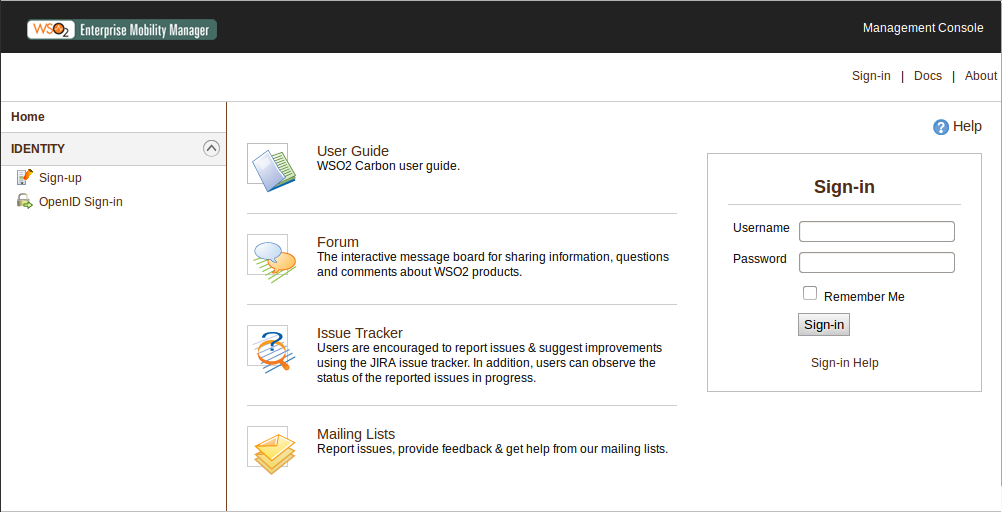 WSO2 Enterprise Mobility Manager
Management Console
Sign-in | Docs | About
Home
IDENTITY
Sign-up
OpenID Sign-in
Help
User Guide
WSO2 Carbon user guide.
Forum
The interactive message board for sharing information, questions
and comments about WSO2 products.
Issue Tracker
Users are encouraged to report issues & suggest improvements
using the JIRA issue tracker. In addition, users can observe the
status of the reported issues in progress.
Mailing Lists
Report issues, provide feedback & get help from our mailing lists.
Sign-in
Username
Password
Remember Me
Sign-in
Sign-in Help